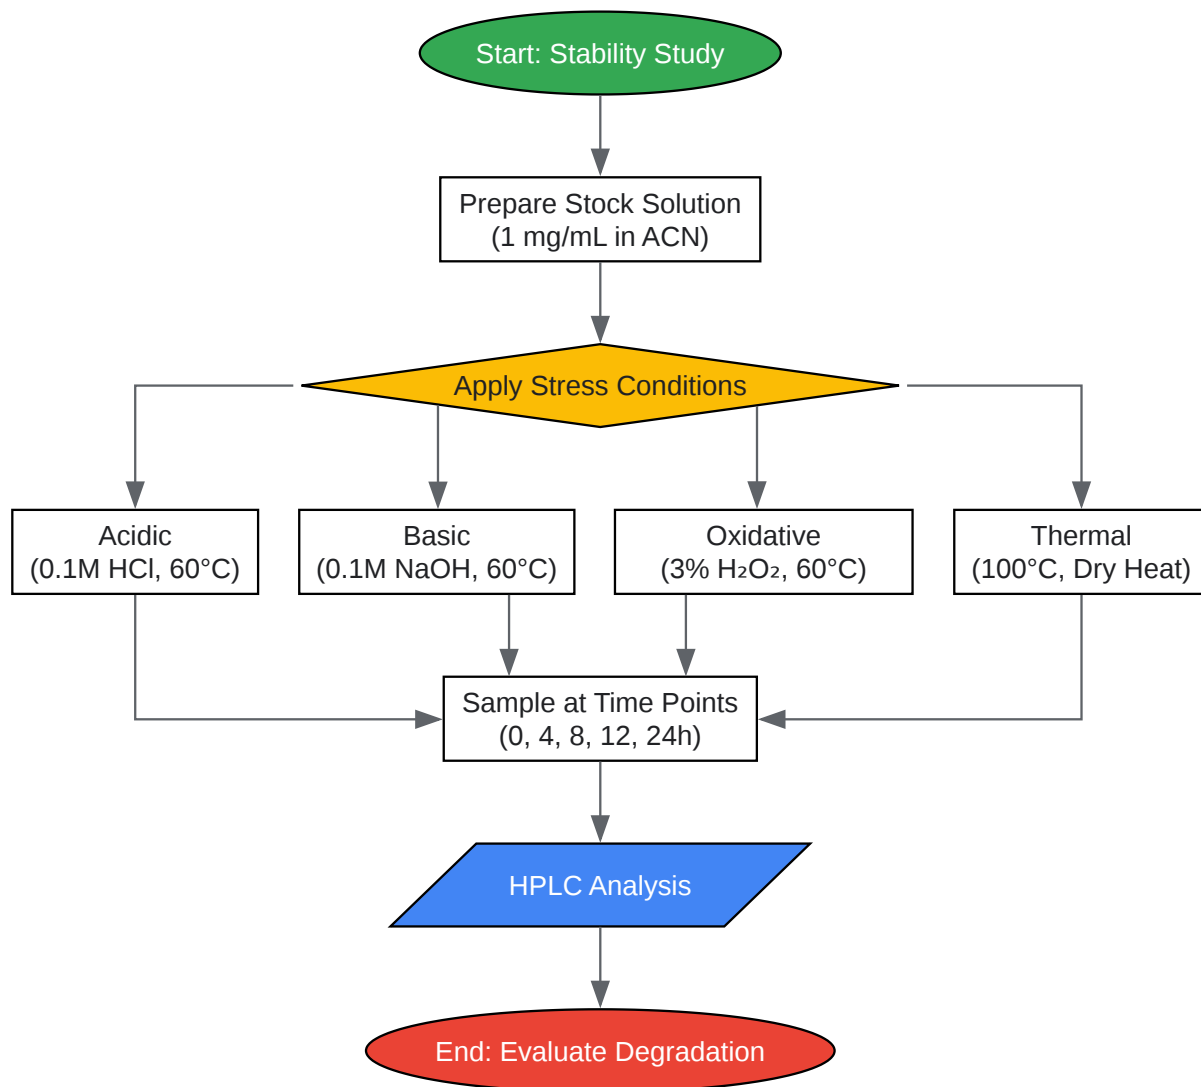 Start: Stability Study
Prepare Stock Solution
(1 mg/mL in ACN)
Apply Stress Conditions
Acidic
(0.1M HCl, 60°C)
Basic
(0.1M NaOH, 60°C)
Oxidative
(3% H₂O₂, 60°C)
Thermal
(100°C, Dry Heat)
Sample at Time Points
(0, 4, 8, 12, 24h)
HPLC Analysis
End: Evaluate Degradation